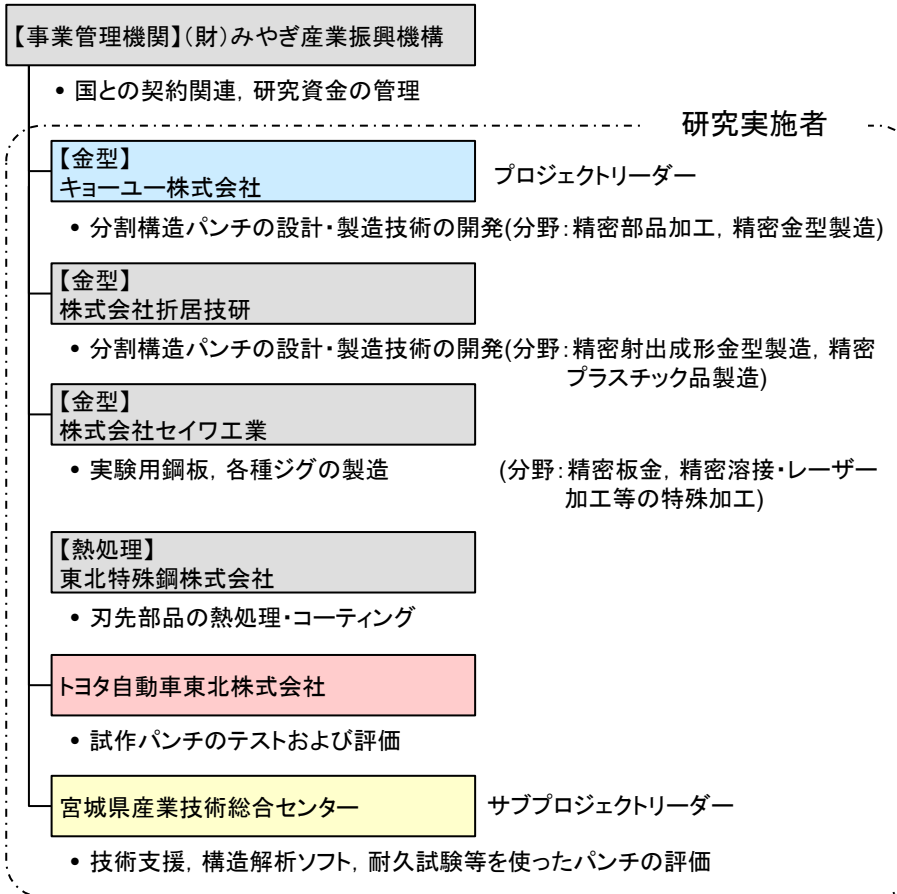 【事業管理機関】(財)みやぎ産業振興機構
• 国との契約関連, 研究資金の管理
研究実施者
【金型】
キョーユー株式会社
プロジェクトリーダー
• 分割構造パンチの設計・製造技術の開発(分野:精密部品加工, 精密金型製造)
【金型】
株式会社折居技研
• 分割構造パンチの設計・製造技術の開発(分野:精密射出成形金型製造, 精密
プラスチック品製造)
【金型】
株式会社セイワ工業
• 実験用鋼板, 各種ジグの製造 (分野:精密板金, 精密溶接・レーザー
加工等の特殊加工)
【熱処理】
東北特殊鋼株式会社
• 刃先部品の熱処理・コーティング
トヨタ自動車東北株式会社
• 試作パンチのテストおよび評価
宮城県産業技術総合センター
サブプロジェクトリーダー
• 技術支援, 構造解析ソフト, 耐久試験等を使ったパンチの評価